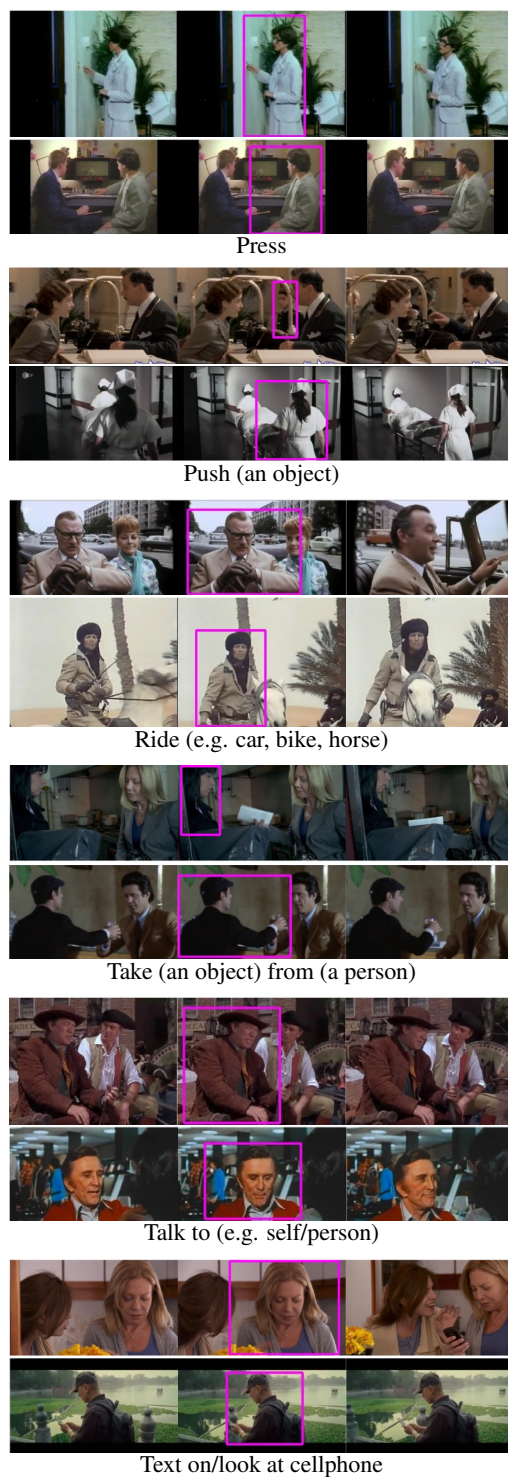 Press
Push (an object)
Ride (e.g. car, bike, horse)
Take (an object) from (a person)
Talk to (e.g. self/person)
Text on/look at cellphone